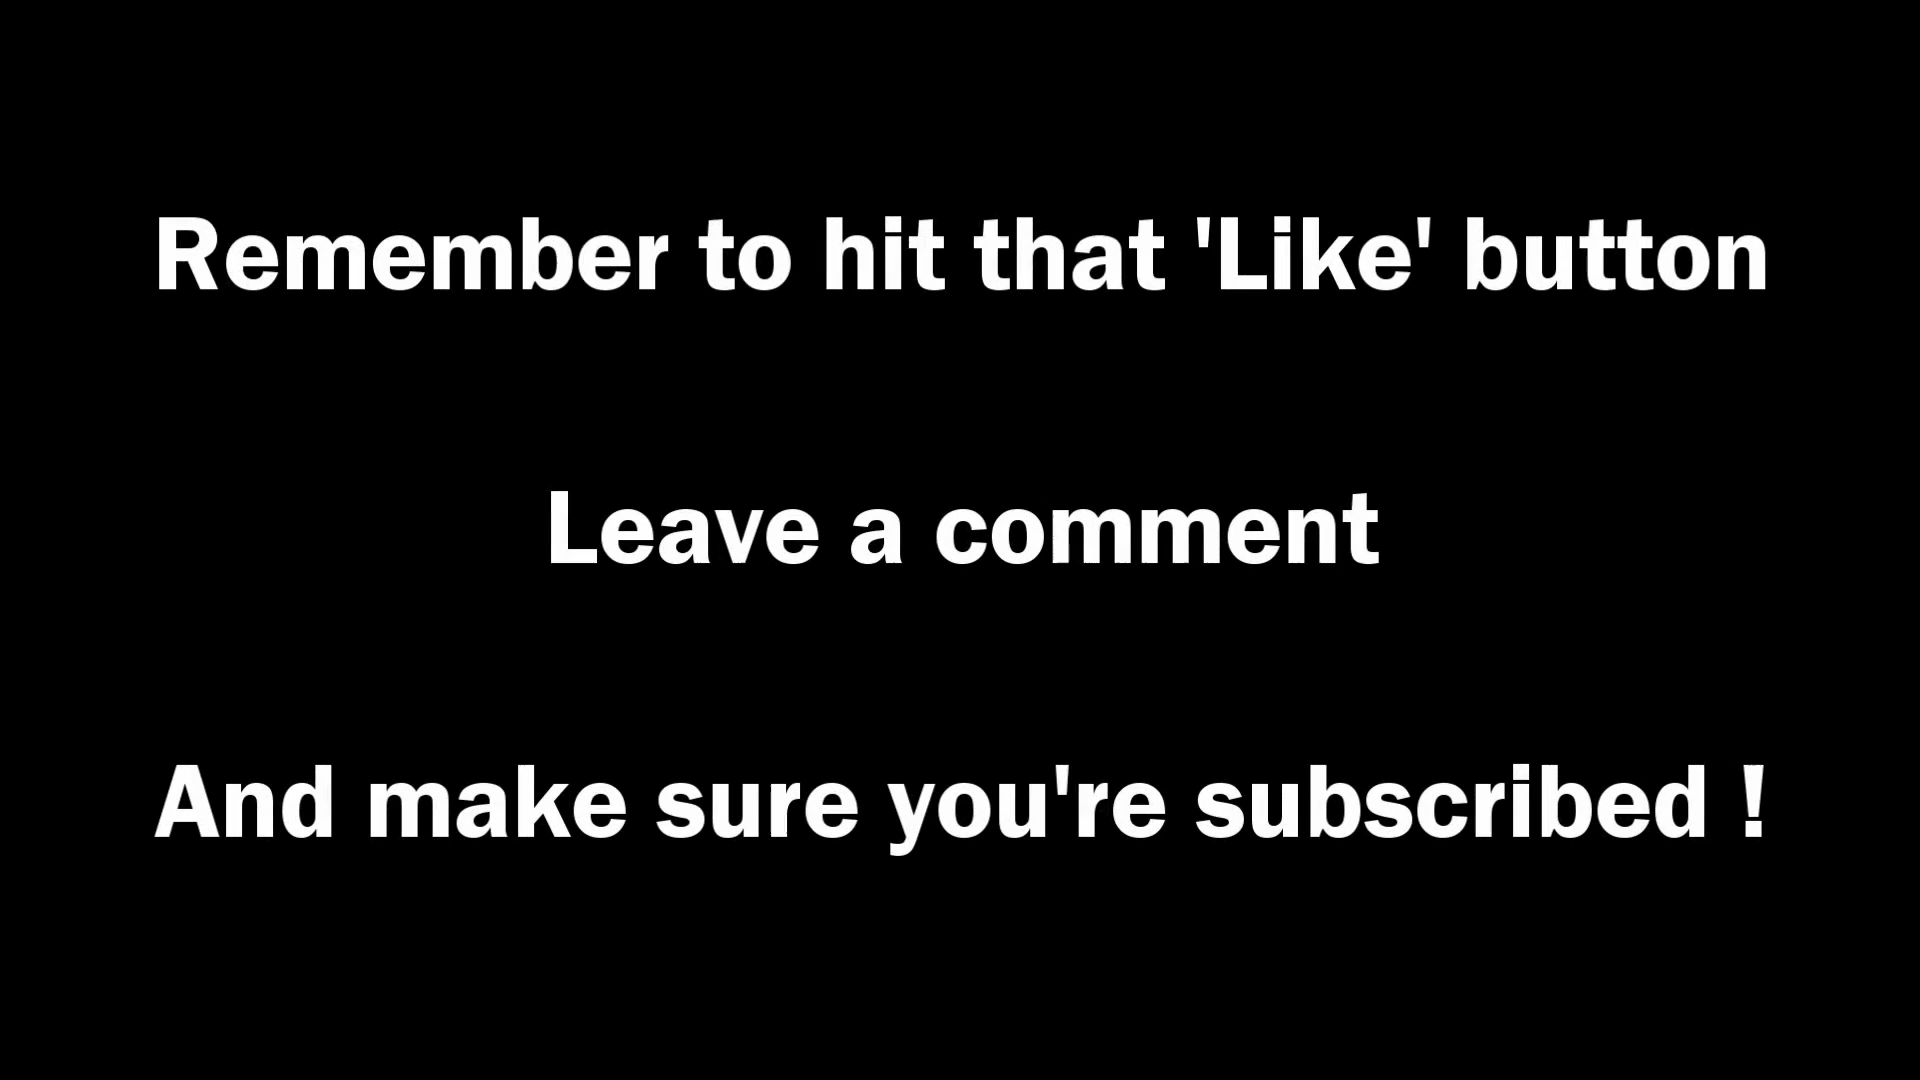 Remember to hit that 'Like' button
Leave a comment
And make sure you're subscribed !